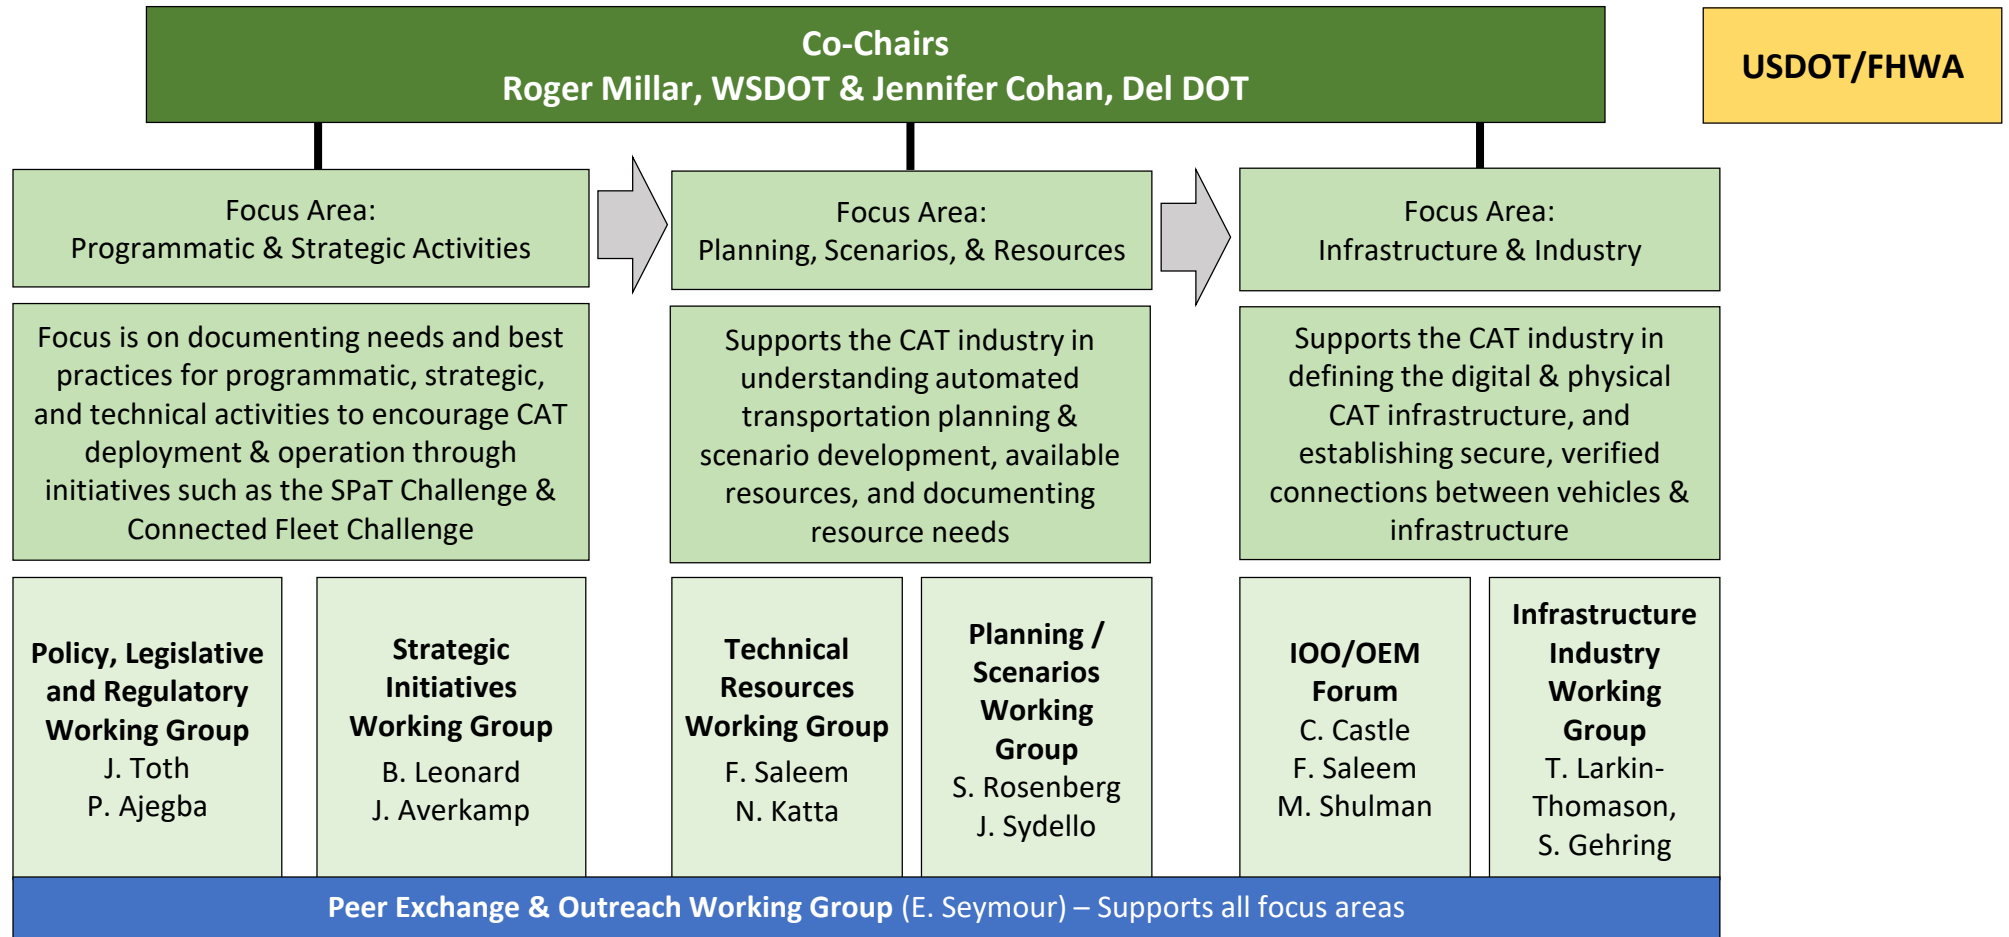 Co-Chairs
Roger Millar, WSDOT & Jennifer Cohan, Del DOT
USDOT/FHWA
Focus Area:
Programmatic & Strategic Activities
Focus Area:
Planning, Scenarios, & Resources
Focus Area:
Infrastructure & Industry
Focus is on documenting needs and best
practices for programmatic, strategic,
and technical activities to encourage CAT
deployment & operation through
initiatives such as the SPaT Challenge &
Connected Fleet Challenge
Supports the CAT industry in
understanding automated
transportation planning &
scenario development, available
resources, and documenting
resource needs
Supports the CAT industry in
defining the digital & physical
CAT infrastructure, and
establishing secure, verified
connections between vehicles &
infrastructure
Policy, Legislative
and Regulatory
Working Group
J. Toth
P. Ajegba
Strategic
Initiatives
Working Group
B. Leonard
J. Averkamp
Technical
Resources
Working Group
F. Saleem
N. Katta
Planning /
Scenarios
Working
Group
S. Rosenberg
J. Sydello
IOO/OEM
Forum
C. Castle
F. Saleem
M. Shulman
Infrastructure
Industry
Working
Group
T. Larkin-
Thomason,
S. Gehring
Peer Exchange & Outreach Working Group (E. Seymour) – Supports all focus areas